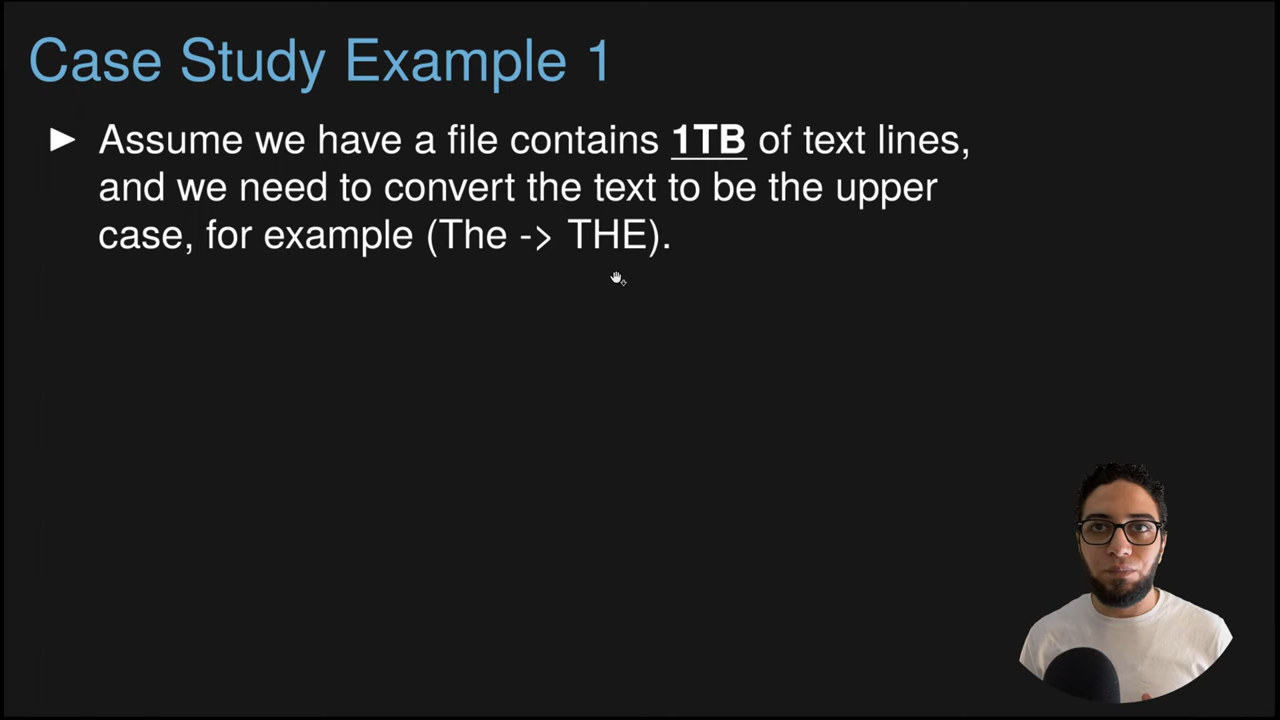 Case Study Example 1
► Assume we have a file contains 1TB of text lines,
and we need to convert the text to be the upper
case, for example (The -> THE).